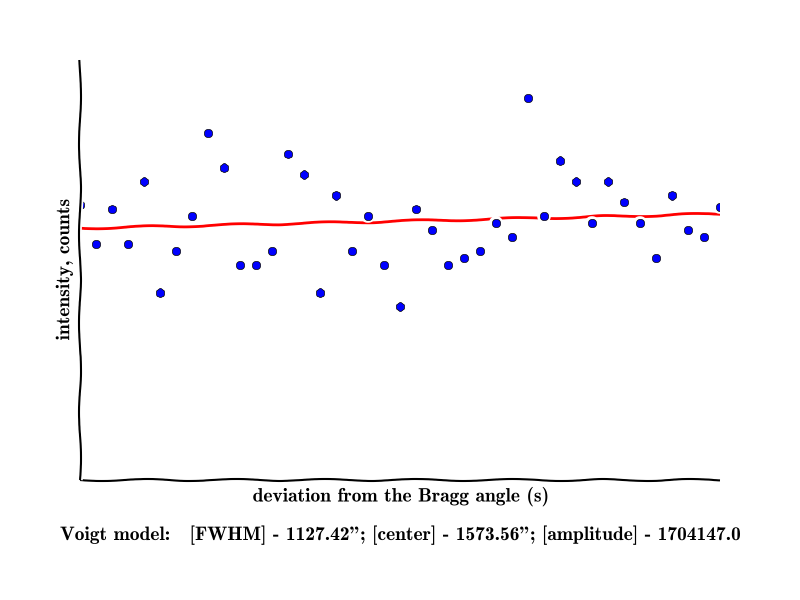 intensity, counts
deviation from the Bragg angle (s)
Voigt model: [FWHM] - 1127.42”; [center] - 1573.56”; [amplitude] - 1704147.0